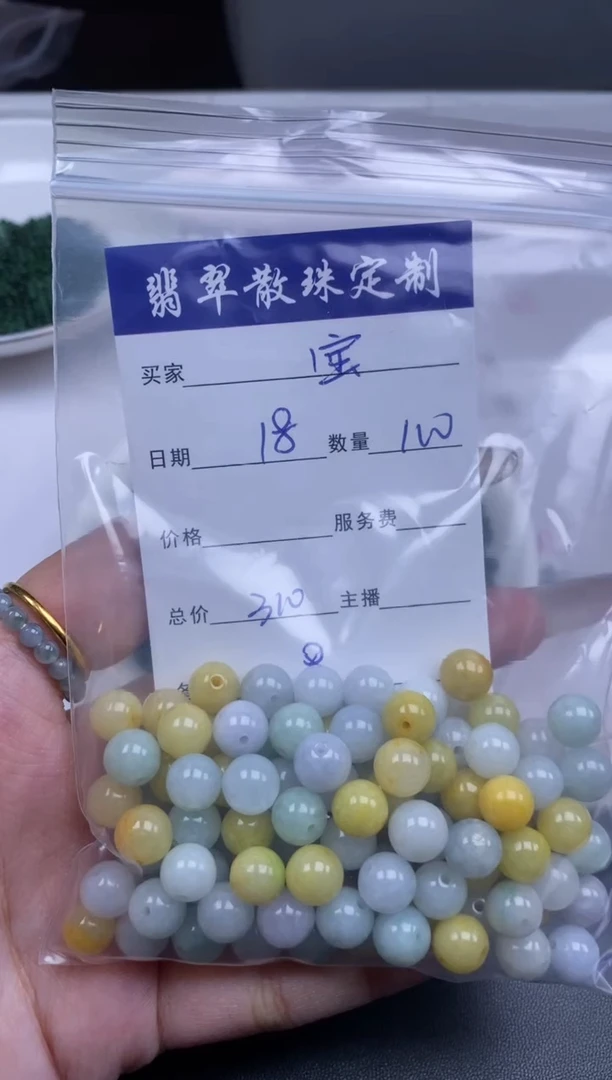 翡翠散珠定制
买家 宝
日期 18 数量 110
价格 服务费
总价 310 主播